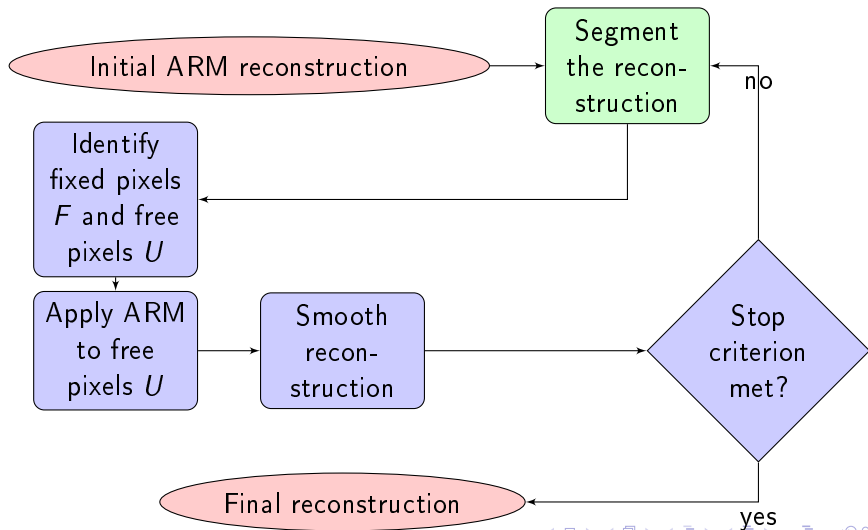 Initial ARM reconstruction
Segment
the recon-
struction
no
Identify
fixed pixels
F and free
pixels U
Apply ARM
to free
pixels U
Smooth
recon-
struction
Stop
criterion
met?
Final reconstruction
yes